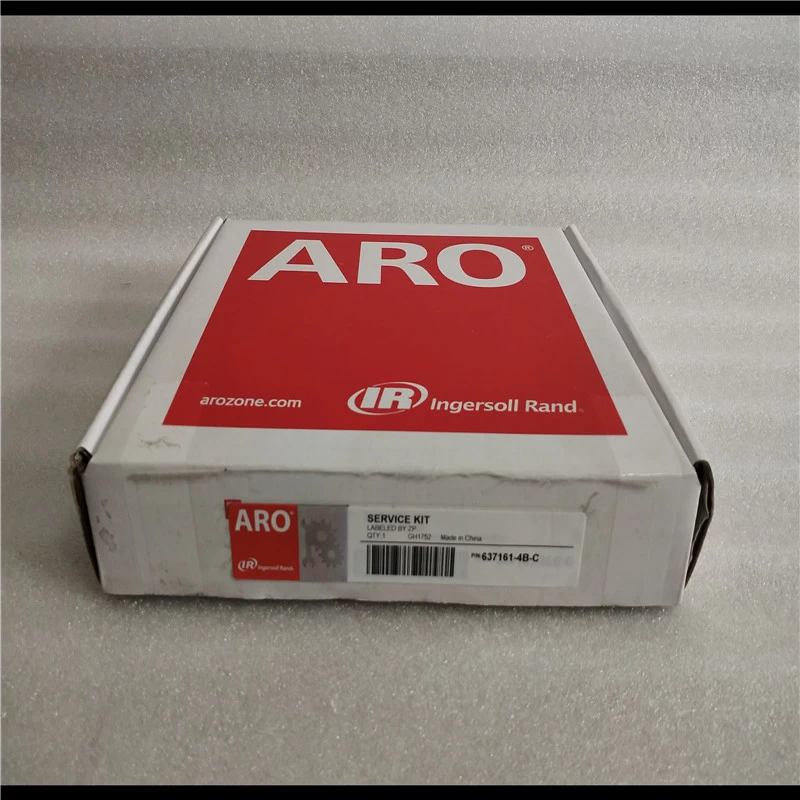 ARO®
arozone.com
IR Ingersoll Rand®
ARO®
IR Ingersoll Rand
SERVICE KIT
LABELED BY ZP
QTY.1 GH1752 Made in China
P/N 637161-4B-C